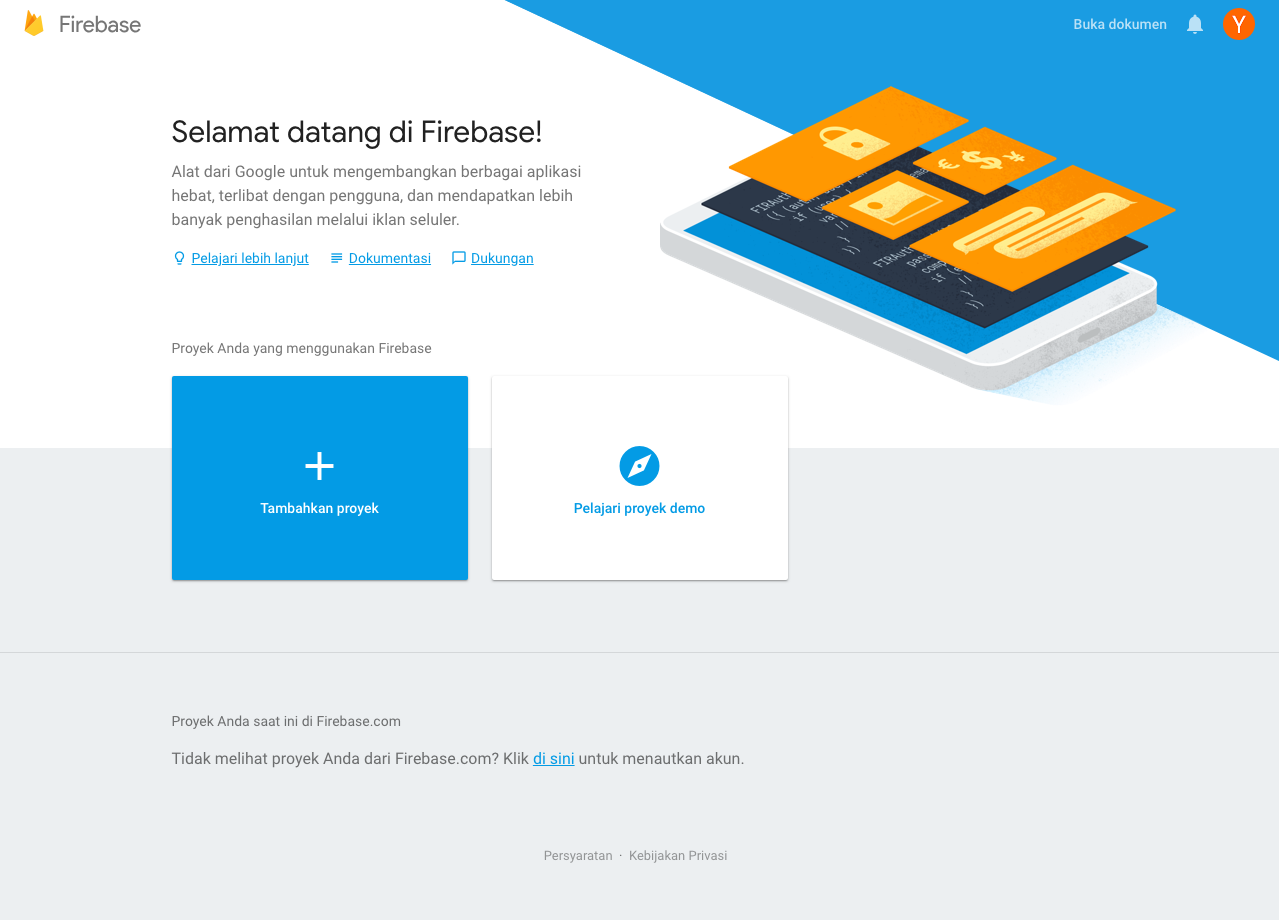 Firebase
Buka dokumen
Y
Selamat datang di Firebase!
Alat dari Google untuk mengembangkan berbagai aplikasi
hebat, terlibat dengan pengguna, dan mendapatkan lebih
banyak penghasilan melalui iklan seluler.
Pelajari lebih lanjut
Dokumentasi
Dukungan
Proyek Anda yang menggunakan Firebase
Tambahkan proyek
Pelajari proyek demo
Proyek Anda saat ini di Firebase.com
Tidak melihat proyek Anda dari Firebase.com? Klik di sini untuk menautkan akun.
Persyaratan · Kebijakan Privasi